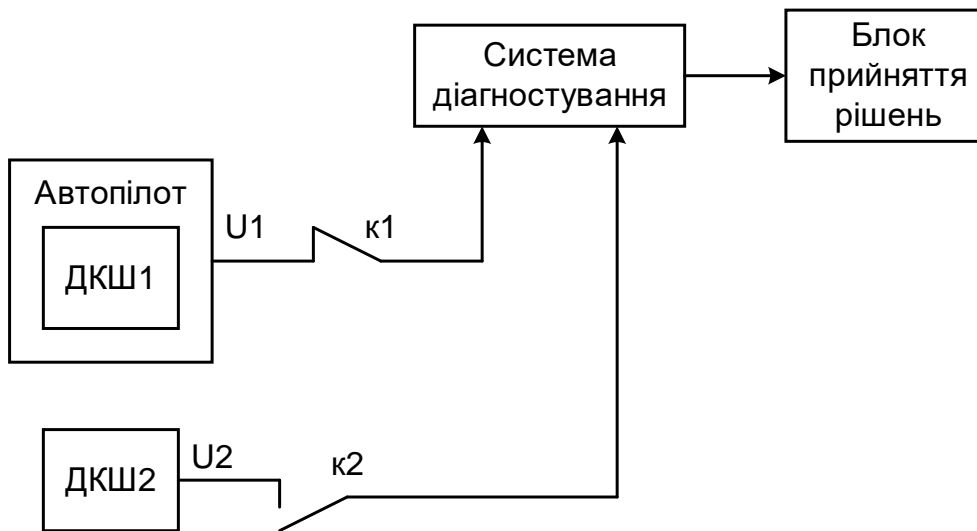 Система
діагностування
Блок
прийняття
рішень
Автопілот
ДКШ1
U1
к1
ДКШ2
U2
к2